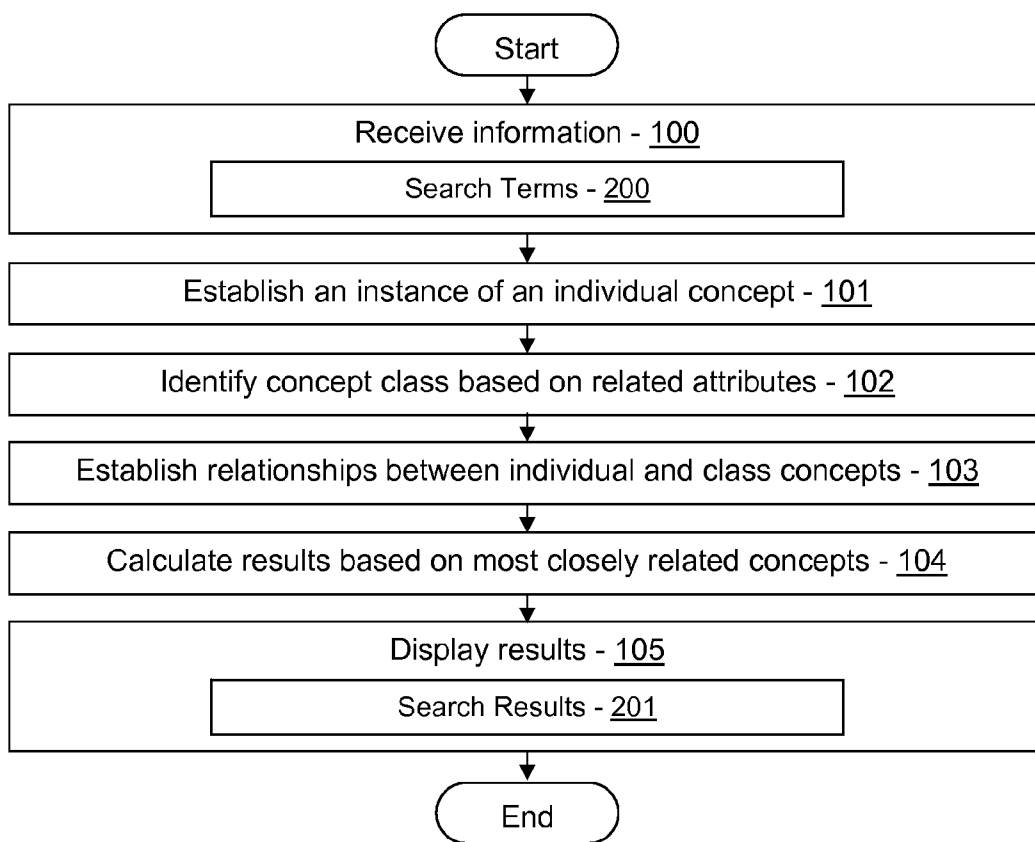 Start
Receive information - 100
Search Terms - 200
Establish an instance of an individual concept - 101
Identify concept class based on related attributes - 102
Establish relationships between individual and class concepts - 103
Calculate results based on most closely related concepts - 104
Display results - 105
Search Results - 201
End